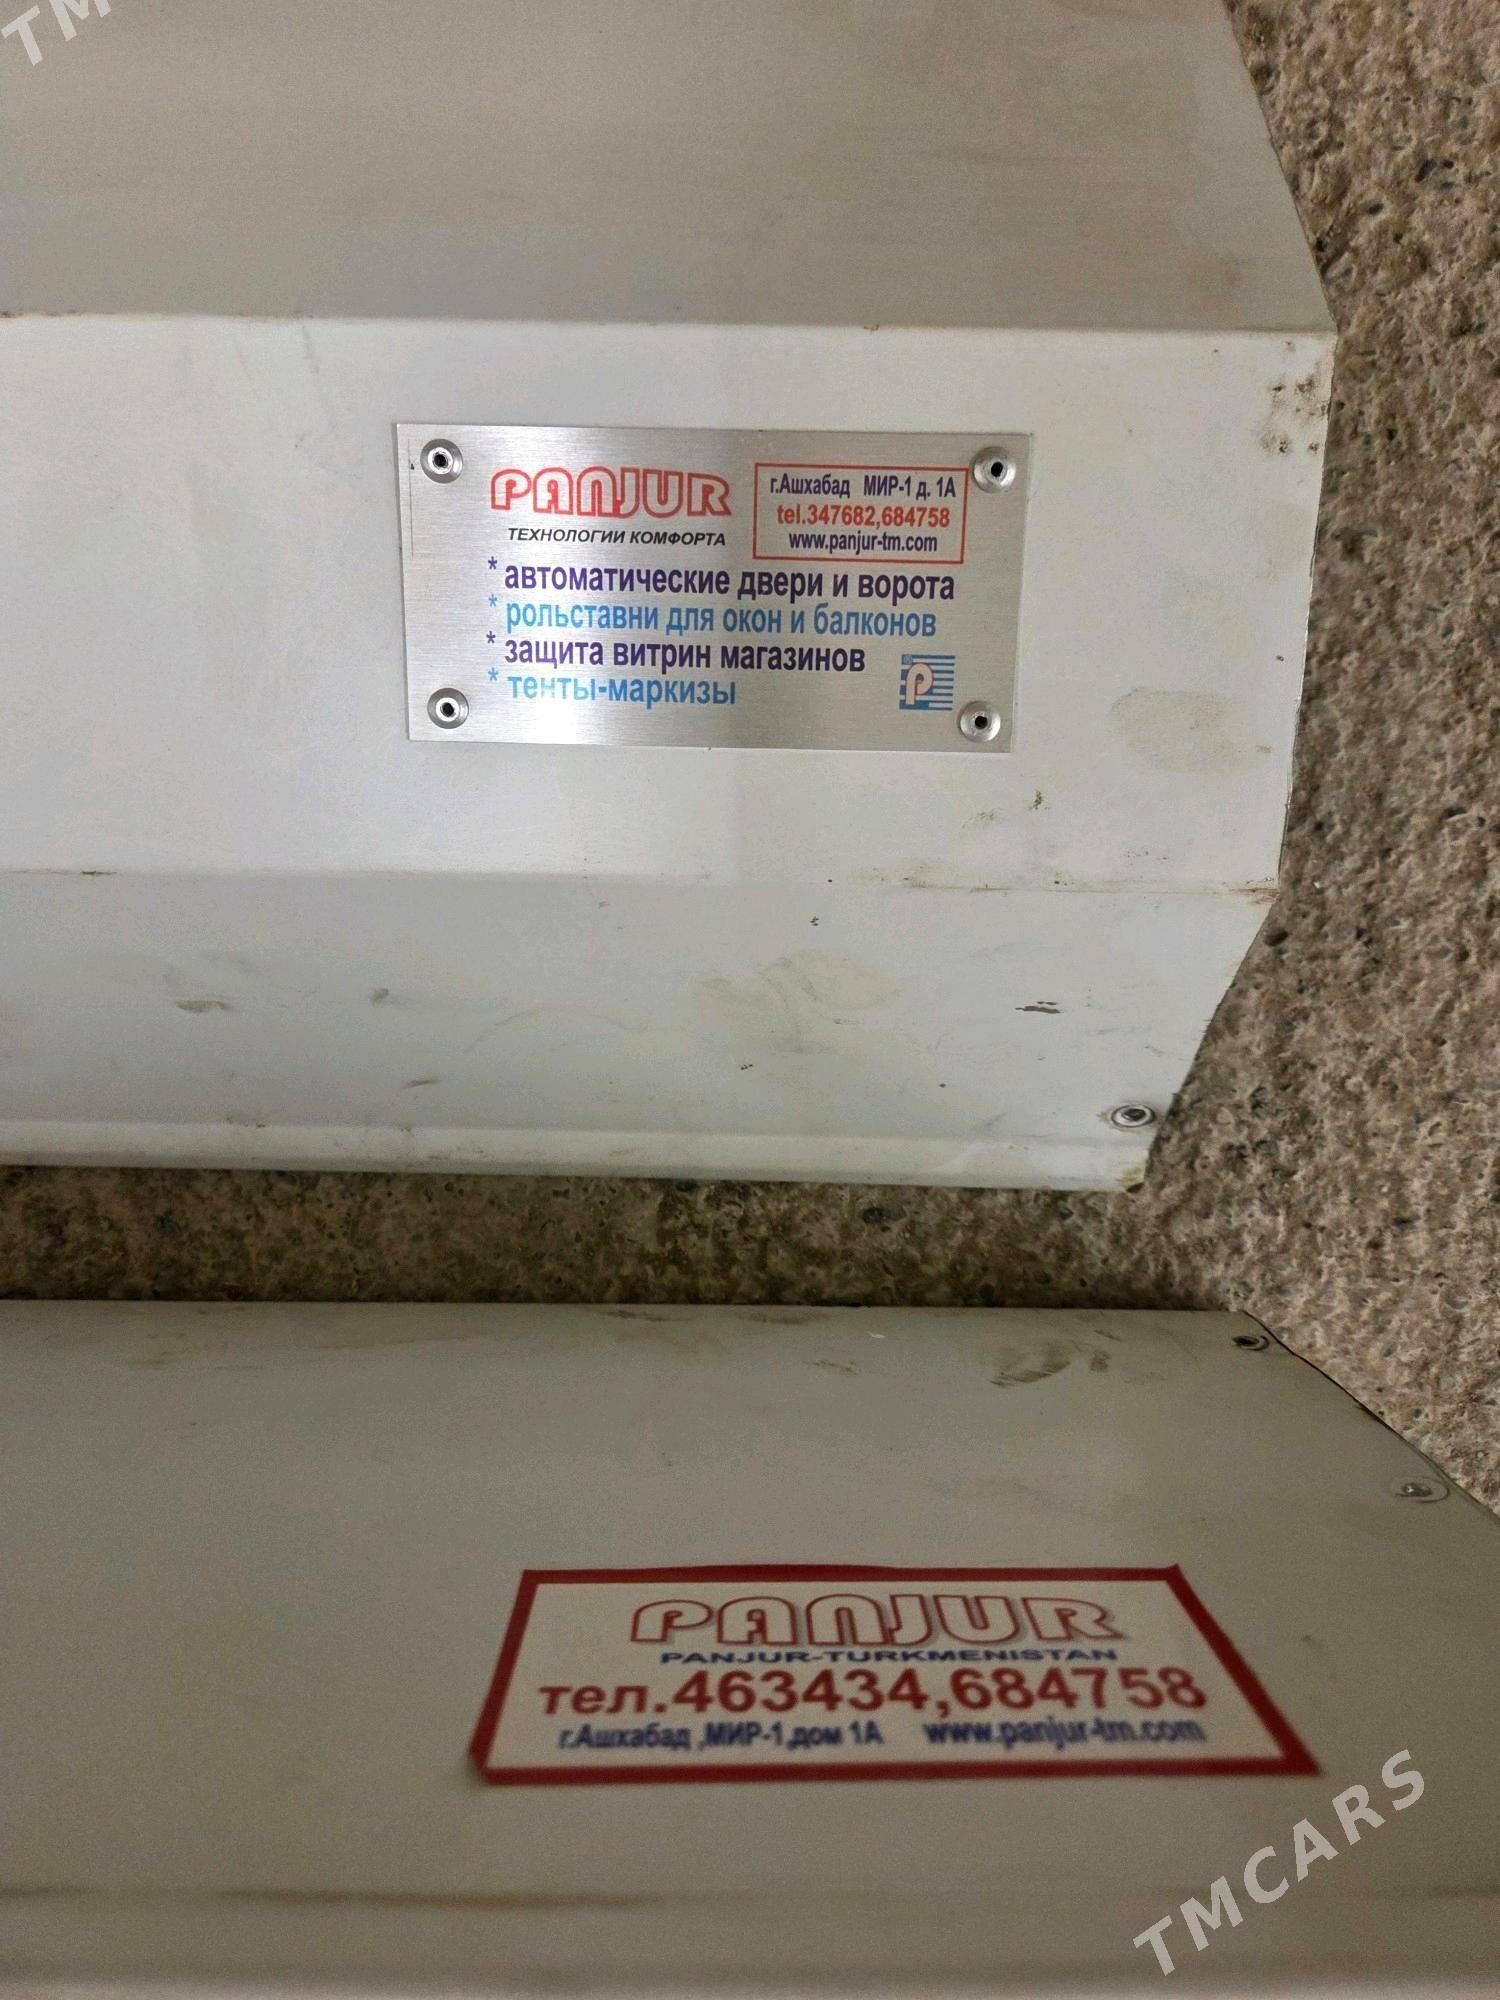 TM
PANJUR
ТЕХНОЛОГИИ КОМФОРТА
г.Ашхабад МИР-1 д. 1А
tel.347682,684758
www.panjur-tm.com
* автоматические двери и ворота
* рольставни для окон и балконов
* защита витрин магазинов
* тенты-маркизы
P
PANJUR
PANJUR-TURKMENISTAN
тел.463434,684758
г.Ашхабад ,МИР-1,дом 1А www.panjur-tm.com
TMCARS